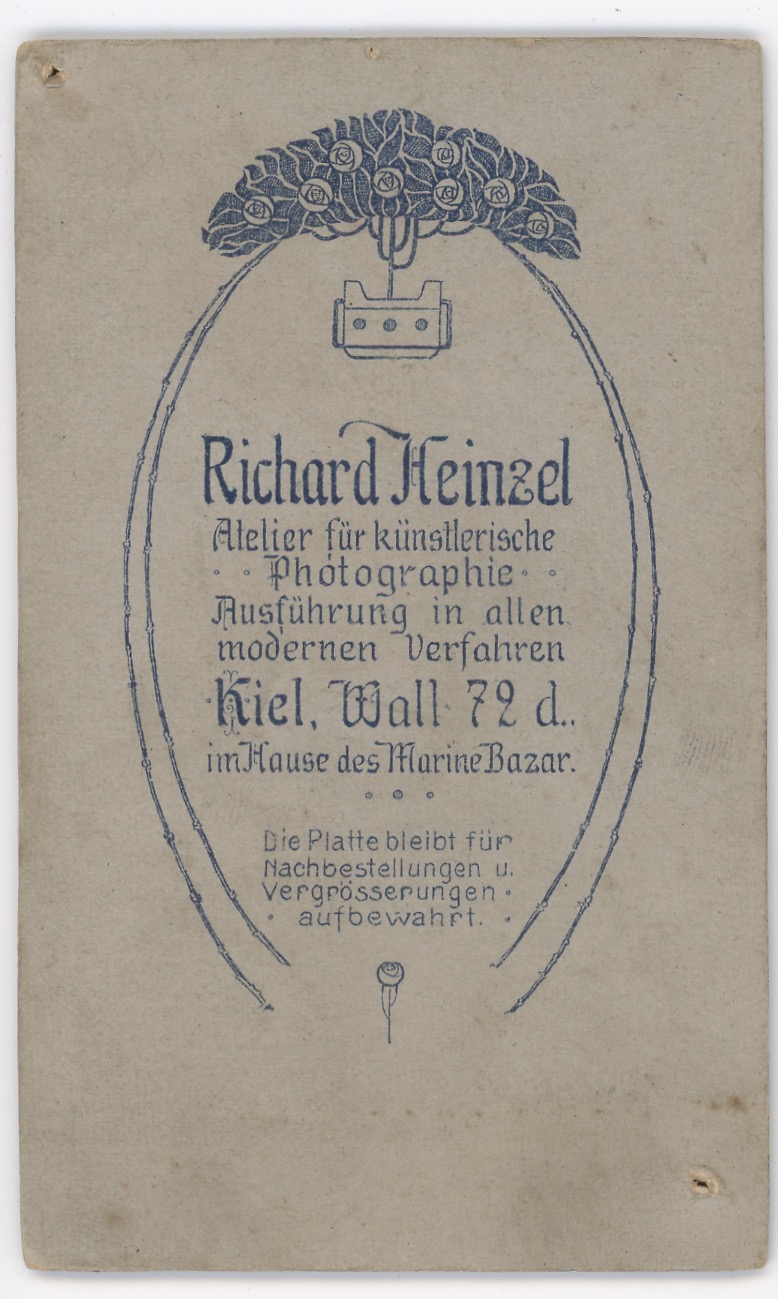 Richard Heinzel
Atelier für künstlerische
Photographie
Ausführung in allen
modernen Verfahren
Kiel, Wall 72 d..
im Hause des Marine Bazar.
Die Platte bleibt für
Nachbestellungen u.
Vergrösserungen
aufbewahrt.